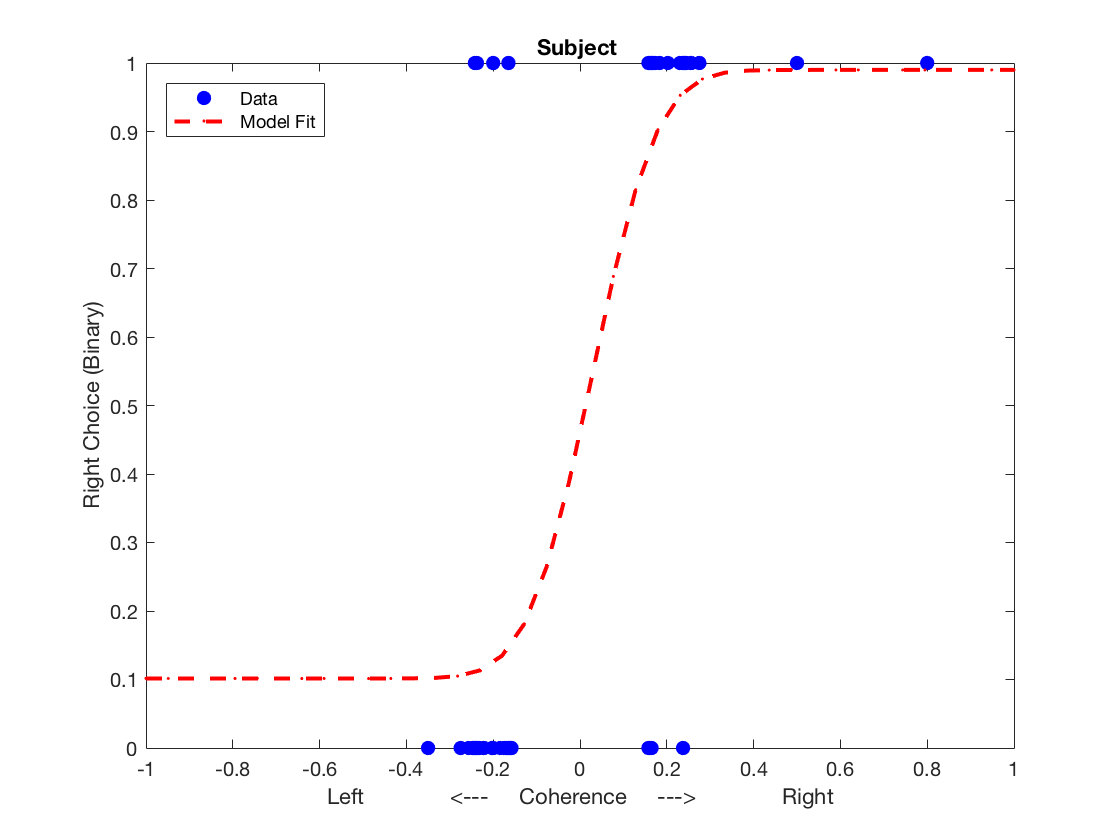 Subject
Data
Model Fit
Right Choice (Binary)
1
0.9
0.8
0.7
0.6
0.5
0.4
0.3
0.2
0.1
0
-1 -0.8 -0.6 -0.4 -0.2 0 0.2 0.4 0.6 0.8 1
Left <--- Coherence ---> Right